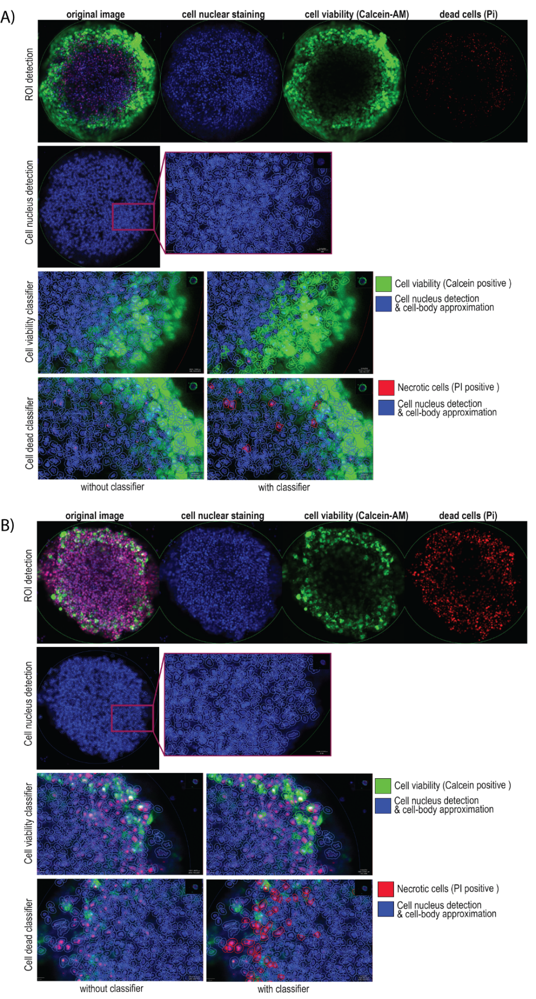 A)
original image
cell nuclear staining
cell viability (Calcein-AM)
dead cells (Pi)
ROI detection
Cell nucleus detection
Cell viability classifier
Cell viability (Calcein positive )
Cell nucleus detection
& cell-body approximation
Cell dead classifier
Necrotic cells (PI positive )
Cell nucleus detection
& cell-body approximation
without classifier
with classifier
B)
original image
cell nuclear staining
cell viability (Calcein-AM)
dead cells (Pi)
ROI detection
Cell nucleus detection
Cell viability classifier
Cell viability (Calcein positive )
Cell nucleus detection
& cell-body approximation
Cell dead classifier
Necrotic cells (PI positive )
Cell nucleus detection
& cell-body approximation
without classifier
with classifier